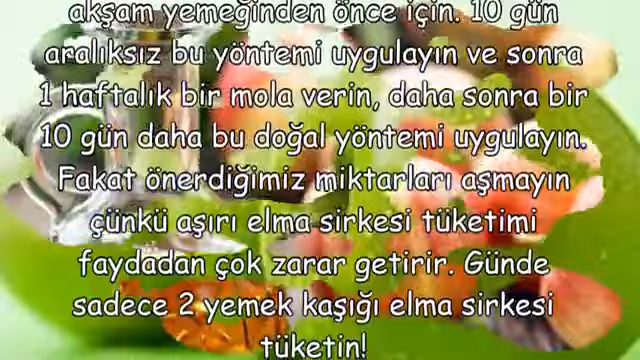 akşam yemeğinden önce için. 10 gün
aralıksız bu yöntemi uygulayın ve sonra
1 haftalık bir mola verin, daha sonra bir
10 gün daha bu doğal yöntemi uygulayın.
Fakat önerdiğimiz miktarları aşmayın
çünkü aşırı elma sirkesi tüketimi
faydadan çok zarar getirir. Günde
sadece 2 yemek kaşığı elma sirkesi
tüketin!